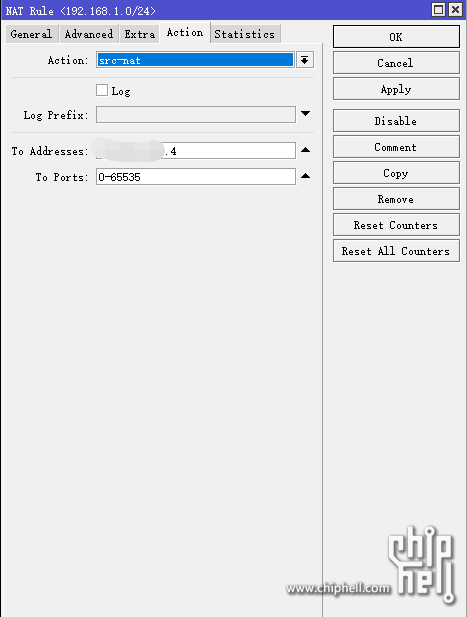 NAT Rule <192.168.1.0/24>
General Advanced Extra Action Statistics
Action: src-nat
Log
Log Prefix:
To Addresses: .4
To Ports: 0-65535
OK
Cancel
Apply
Disable
Comment
Copy
Remove
Reset Counters
Reset All Counters
chip
hell
www.chiphell.com